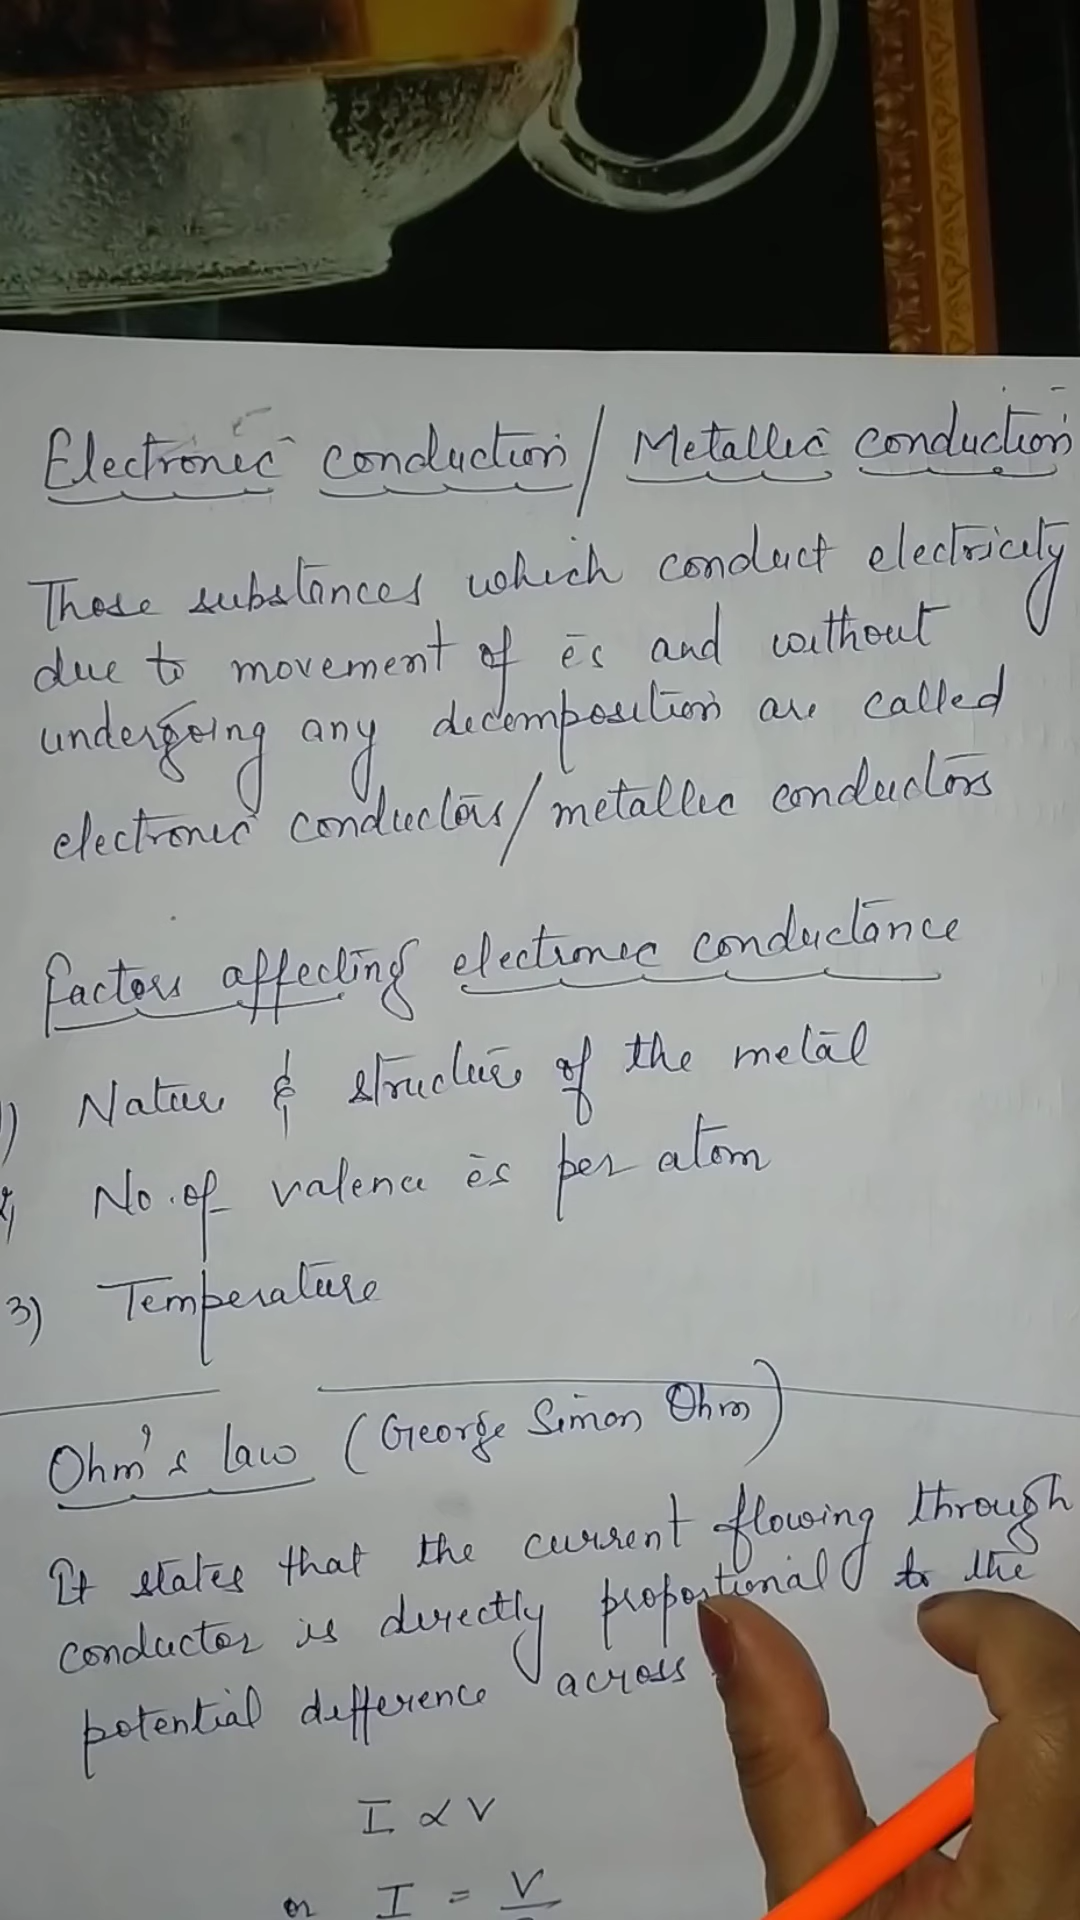 Electronic conduction / Metallic conduction
Those substances which conduct electricity
due to movement of ēs and without
undergoing any decomposition are called
electronic conductors/metallic conductors
factors affecting electronic conductance
1) Nature & structure of the metal
2, No. of valence ēs per atom
3) Temperature
Ohm's law (George Simon Ohm)
It states that the current flowing through
conductor is directly proportional to the
potential difference across
I ∝ V
or I = V